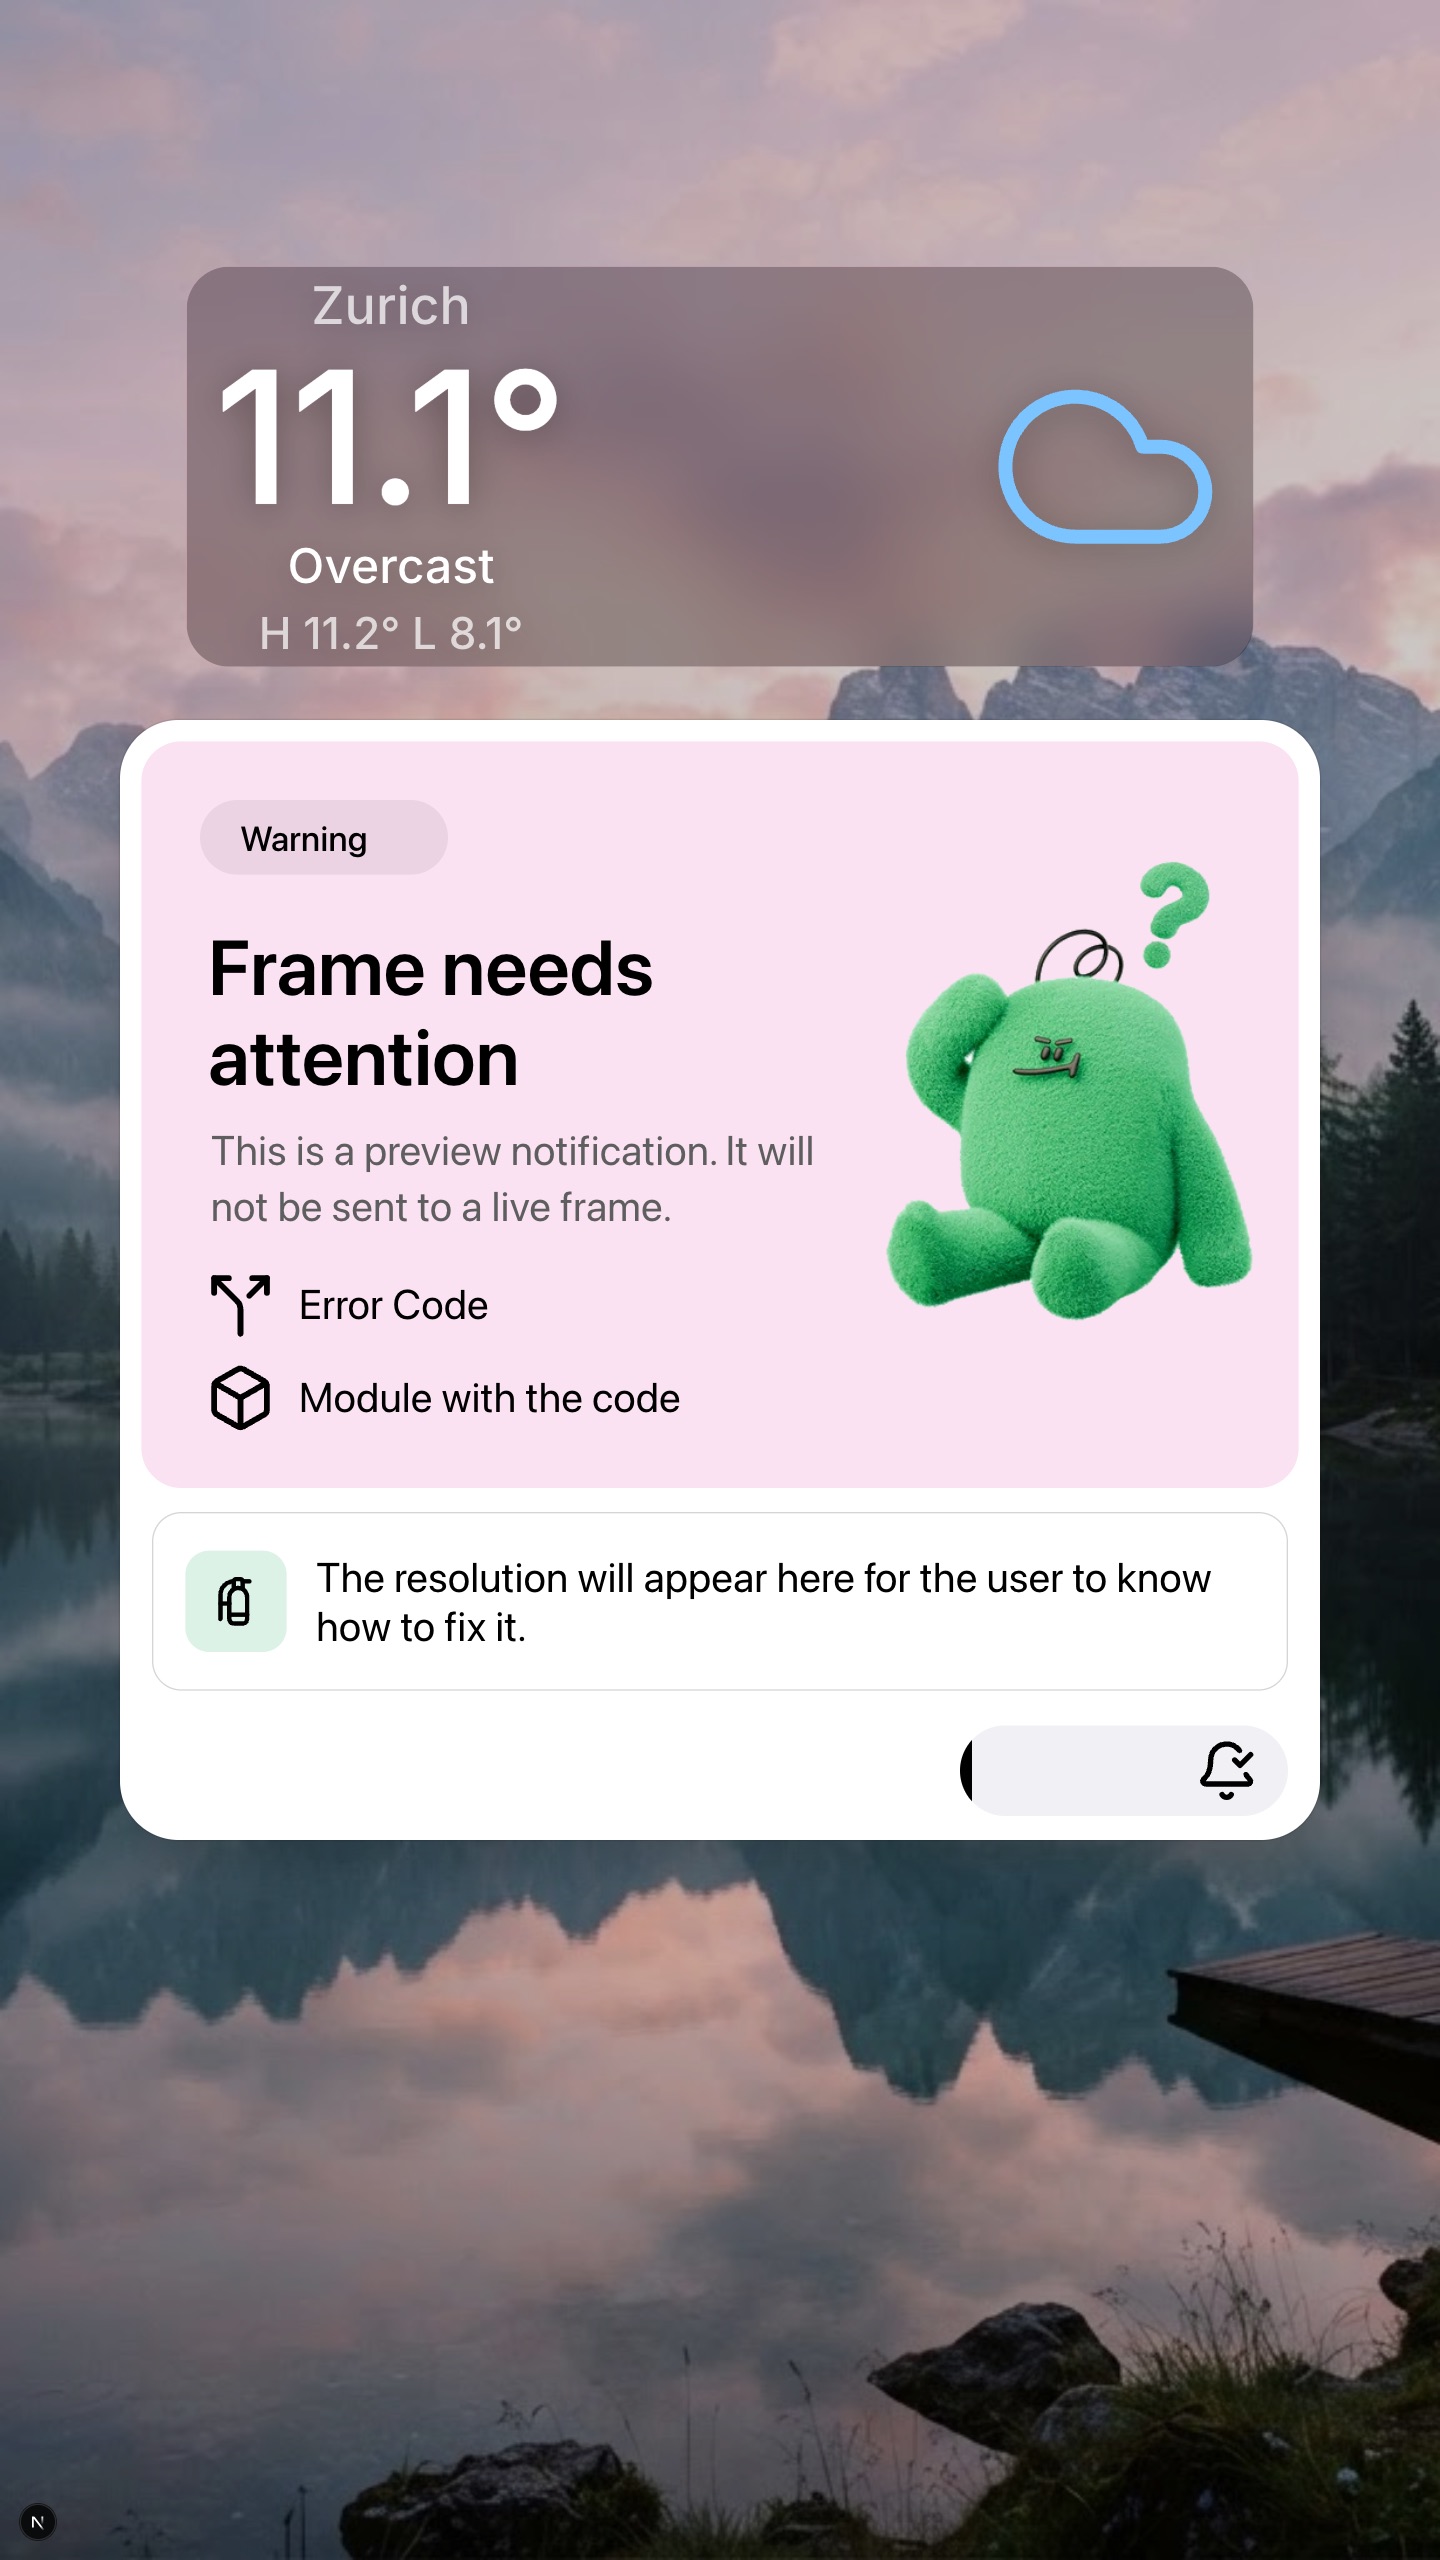 Zurich
11.1°
Overcast
H 11.2° L 8.1°
Warning
?
Frame needs
attention
This is a preview notification. It will
not be sent to a live frame.
Error Code
Module with the code
The resolution will appear here for the user to know
how to fix it.
N